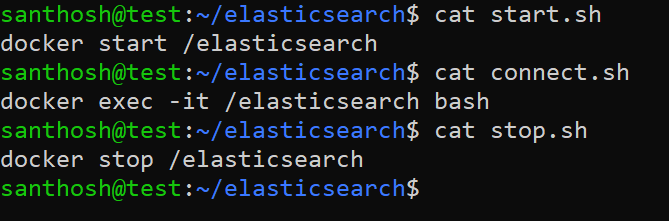 santhosh@test:~/elasticsearch$ cat start.sh
docker start /elasticsearch
santhosh@test:~/elasticsearch$ cat connect.sh
docker exec -it /elasticsearch bash
santhosh@test:~/elasticsearch$ cat stop.sh
docker stop /elasticsearch
santhosh@test:~/elasticsearch$